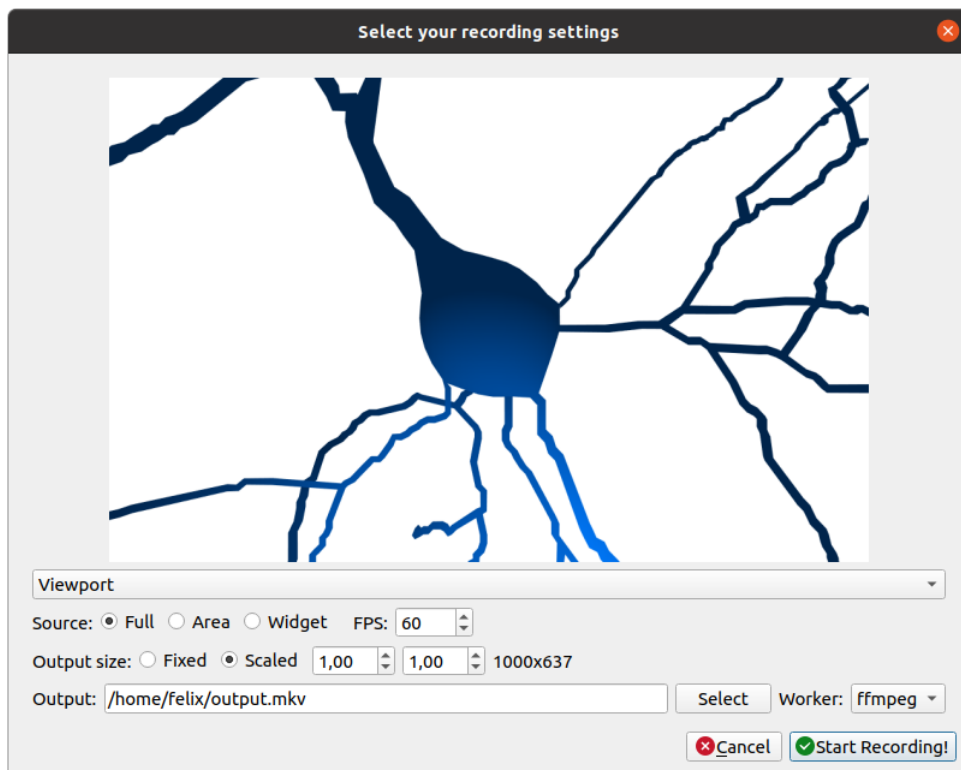 Select your recording settings
Viewport
Source: Full Area Widget FPS: 60
Output size: Fixed Scaled 1,00 1,00 1000x637
Output: /home/felix/output.mkv Select Worker: ffmpeg
Cancel Start Recording!